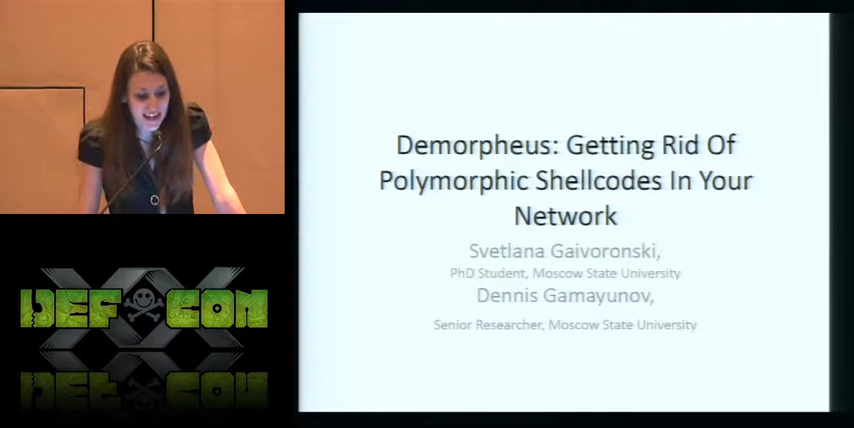 Demorpheus: Getting Rid Of
Polymorphic Shellcodes In Your
Network
Svetlana Gaivoronski,
PhD Student, Moscow State University
Dennis Gamayunov,
Senior Researcher, Moscow State University
DEF CON
XX